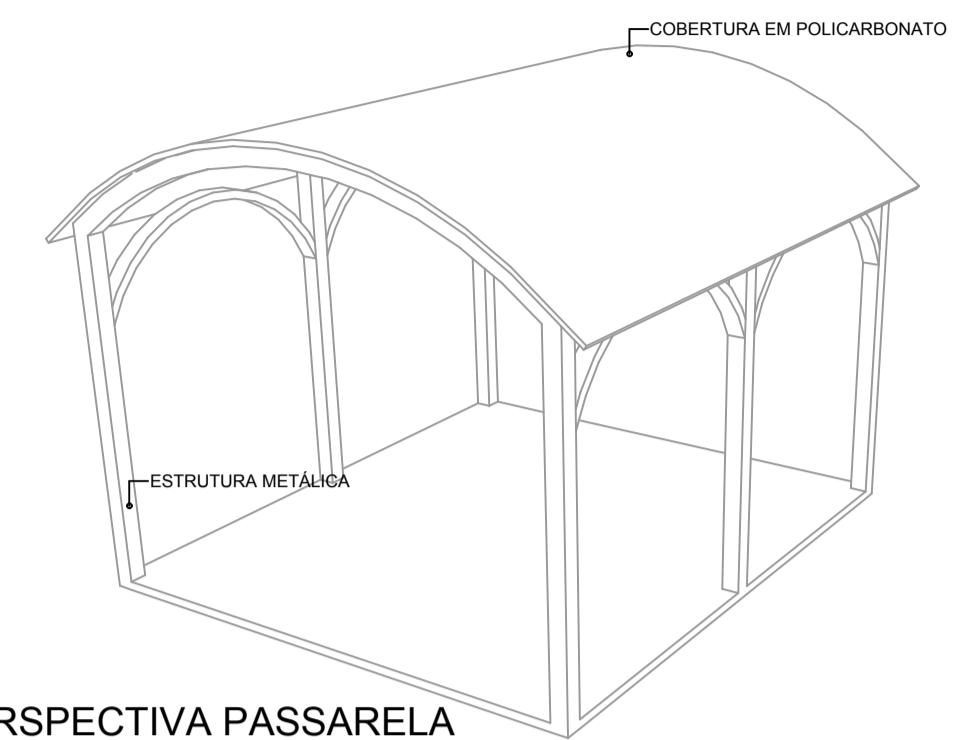 COBERTURA EM POLICARBONATO
ESTRUTURA METÁLICA
RSPECTIVA PASSARELA